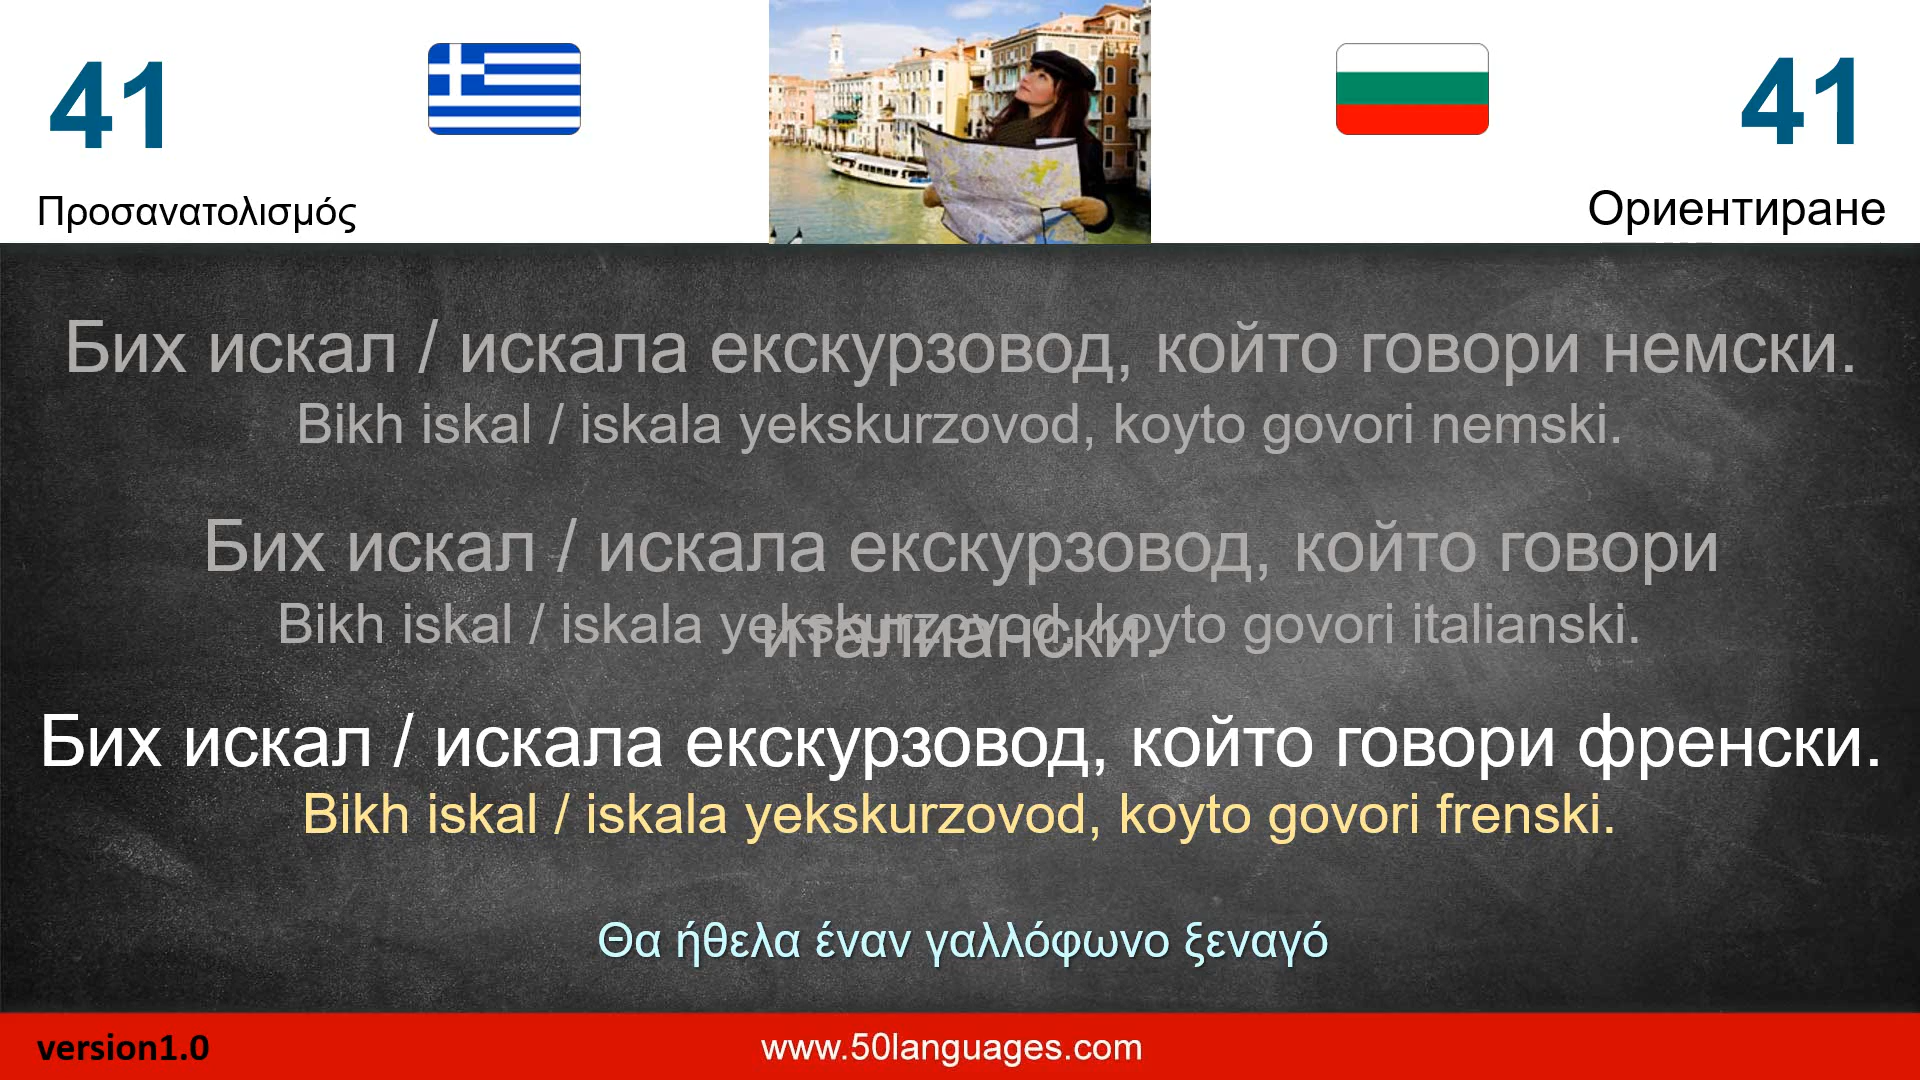 41
41
Προσανατολισμός
Ориентиране
Бих искал / искала екскурзовод, който говори немски.
Bikh iskal / iskala yekskurzovod, koyto govori nemski.
Бих искал / искала екскурзовод, който говори
италиански.
Bikh iskal / iskala yekskurzovod, koyto govori italianski.
Бих искал / искала екскурзовод, който говори френски.
Bikh iskal / iskala yekskurzovod, koyto govori frenski.
Θα ήθελα έναν γαλλόφωνο ξεναγό
version1.0
www.50languages.com